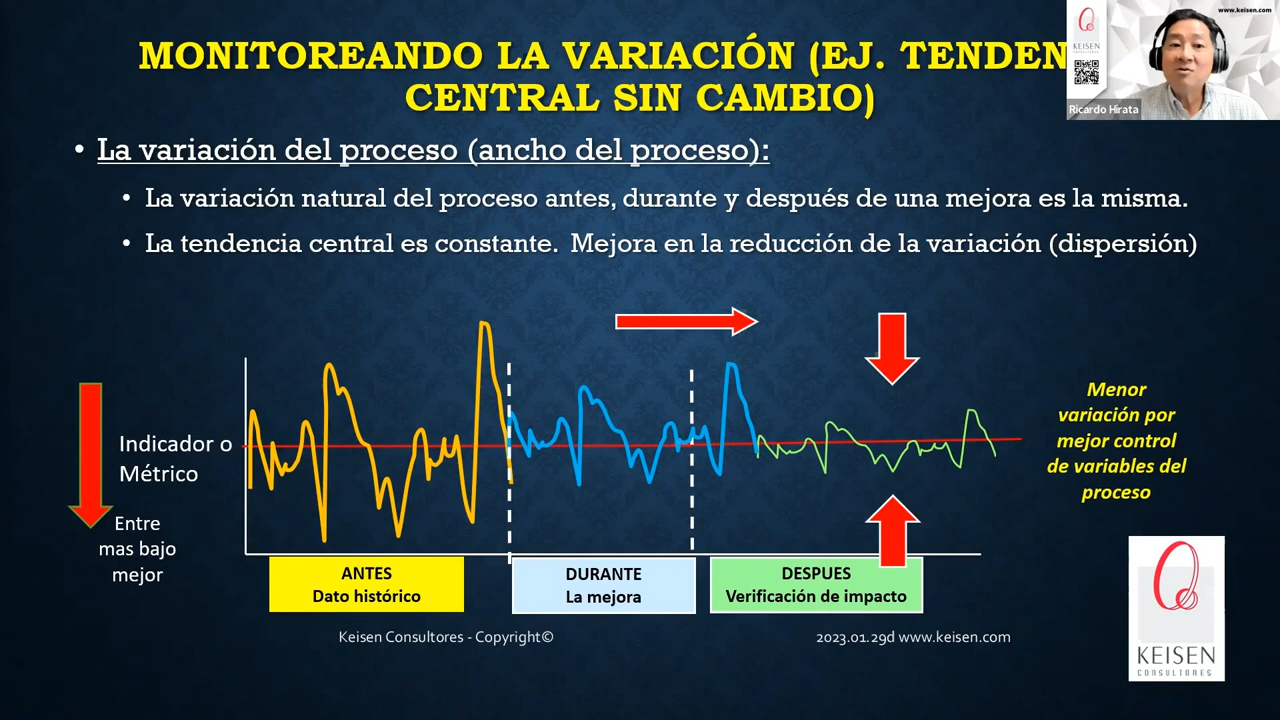 www.keisen.com
KEISEN
Ricardo Hirata
MONITOREANDO LA VARIACIÓN (EJ. TENDEN
CENTRAL SIN CAMBIO)
• La variación del proceso (ancho del proceso):
• La variación natural del proceso antes, durante y después de una mejora es la misma.
• La tendencia central es constante. Mejora en la reducción de la variación (dispersión)
Indicador o
Métrico
Entre
mas bajo
mejor
Menor
variación por
mejor control
de variables del
proceso
ANTES
Dato histórico
DURANTE
La mejora
DESPUES
Verificación de impacto
Keisen Consultores - Copyright©
2023.01.29d www.keisen.com
KEISEN
CONSULTORES